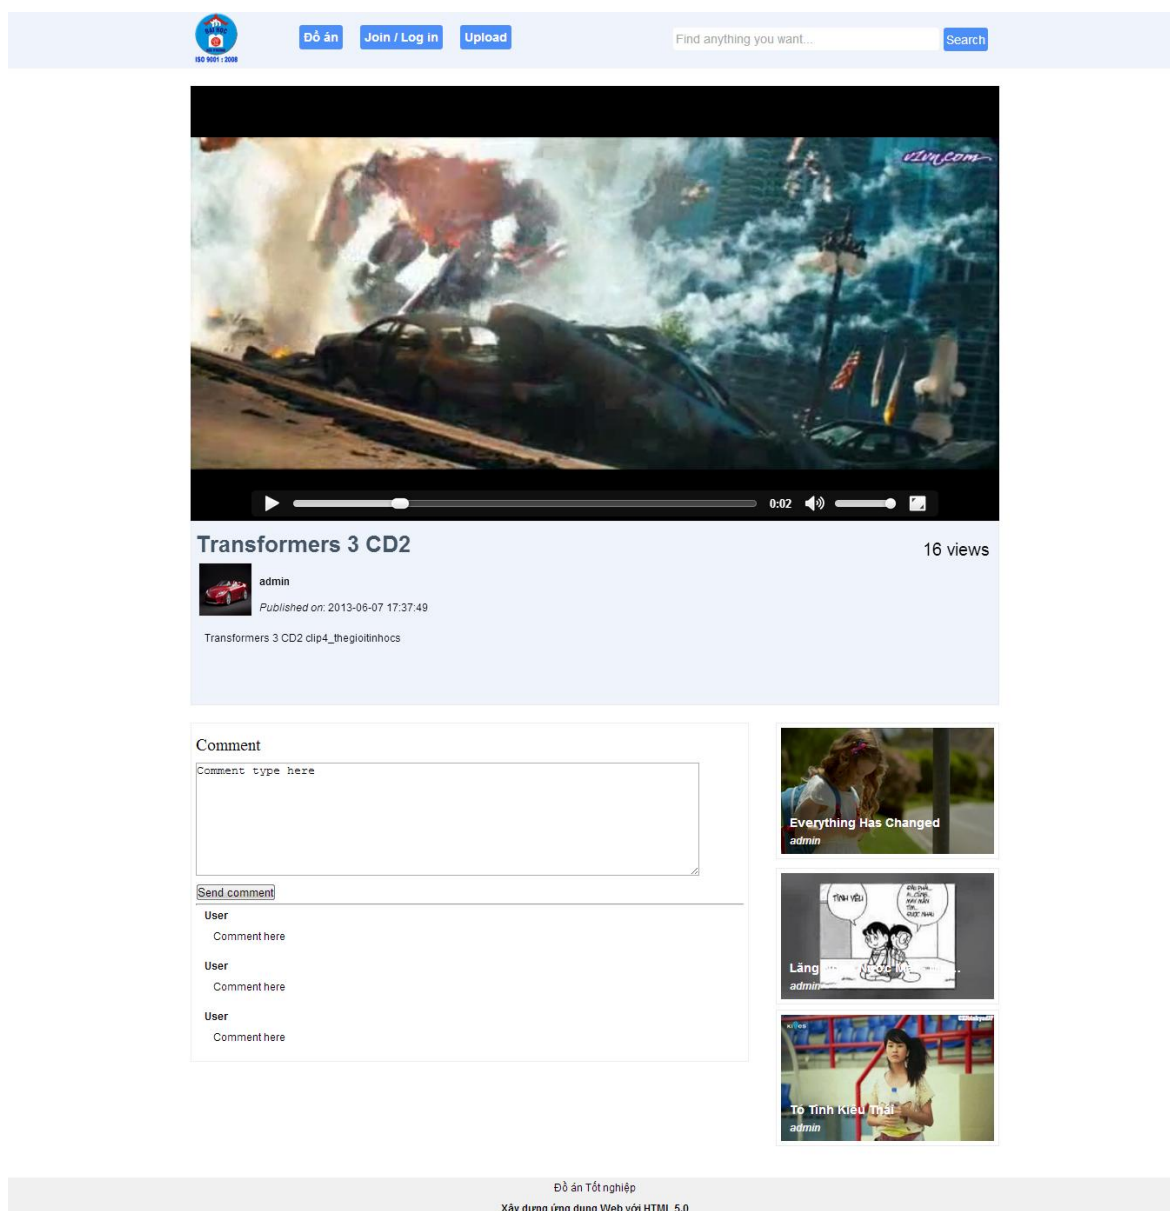 ISO 9001 : 2008
Đồ án
Join / Log in
Upload
Find anything you want...
Search
vivn.com
0:02
Transformers 3 CD2
16 views
admin
Published on: 2013-06-07 17:37:49
Transformers 3 CD2 clip4_thegioitinhocs
Comment
Comment type here
Send comment
User
Comment here
User
Comment here
User
Comment here
Everything Has Changed
admin
TÌNH YÊU
Lãng
admin
Tỏ Tình Kiểu Thái
admin
Đồ án Tốt nghiệp
Xây dựng ứng dụng Web với HTML 5.0